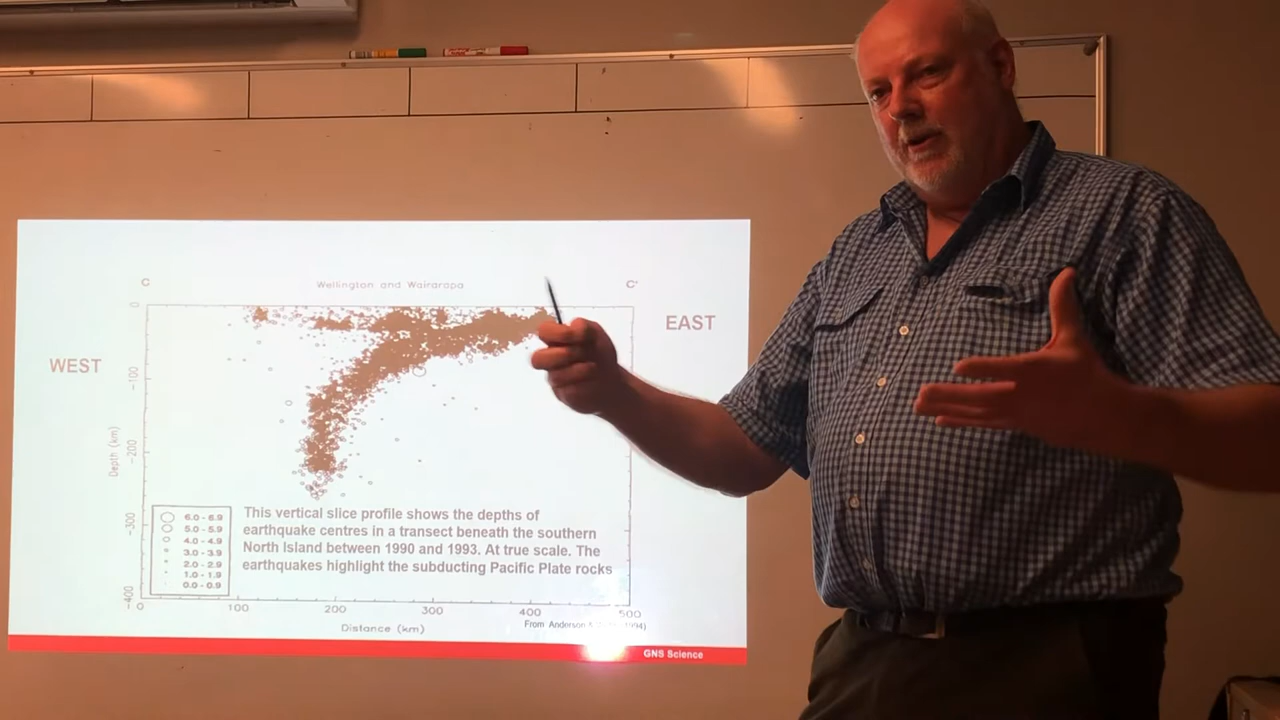 C Wellington and Wairarapa C'
WEST
EAST
Depth (km)
0
-100
-200
-300
-400
6.0 - 6.9
5.0 - 5.9
4.0 - 4.9
3.0 - 3.9
2.0 - 2.9
1.0 - 1.9
0.0 - 0.9
This vertical slice profile shows the depths of
earthquake centres in a transect beneath the southern
North Island between 1990 and 1993. At true scale. The
earthquakes highlight the subducting Pacific Plate rocks
0 100 200 300 400 500
Distance (km)
From Anderson 1994)
GNS Science